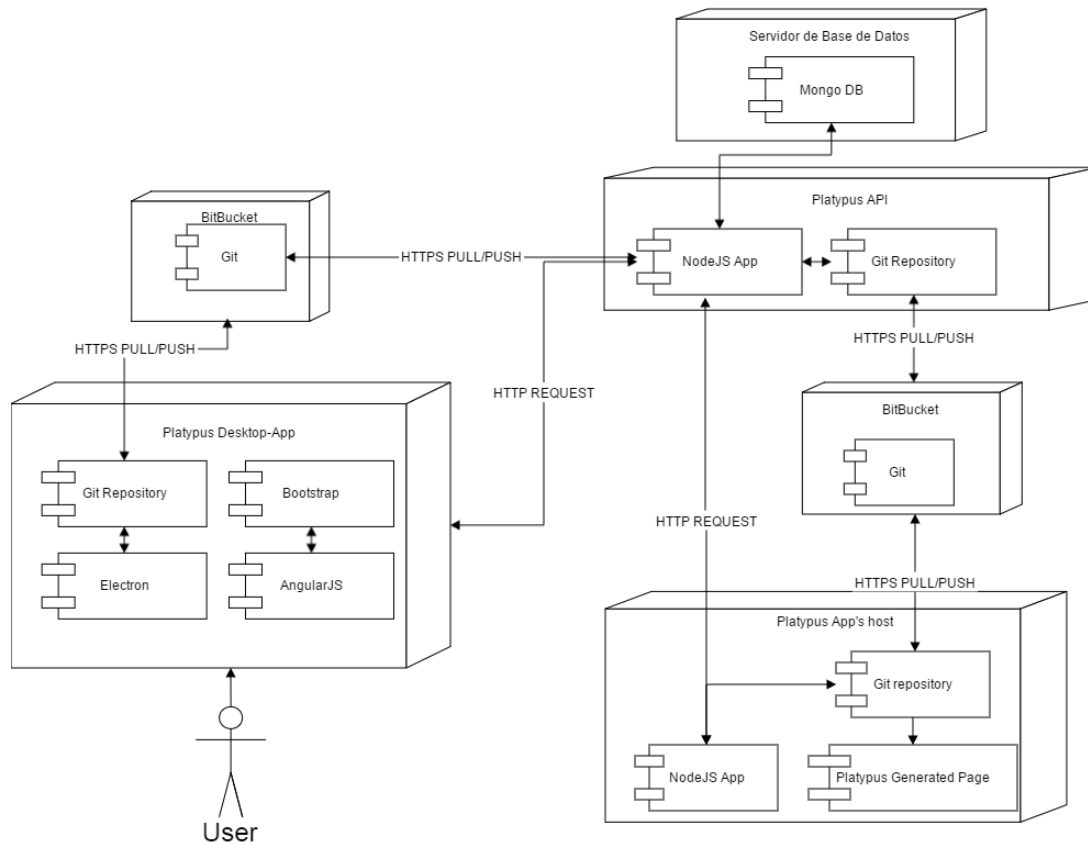 Servidor de Base de Datos
Mongo DB
Platypus API
NodeJS App
Git Repository
BitBucket
Git
HTTPS PULL/PUSH
HTTPS PULL/PUSH
HTTPS PULL/PUSH
HTTP REQUEST
BitBucket
Git
Platypus Desktop-App
Git Repository
Bootstrap
Electron
AngularJS
HTTP REQUEST
HTTPS PULL/PUSH
Platypus App's host
Git repository
NodeJS App
Platypus Generated Page
User